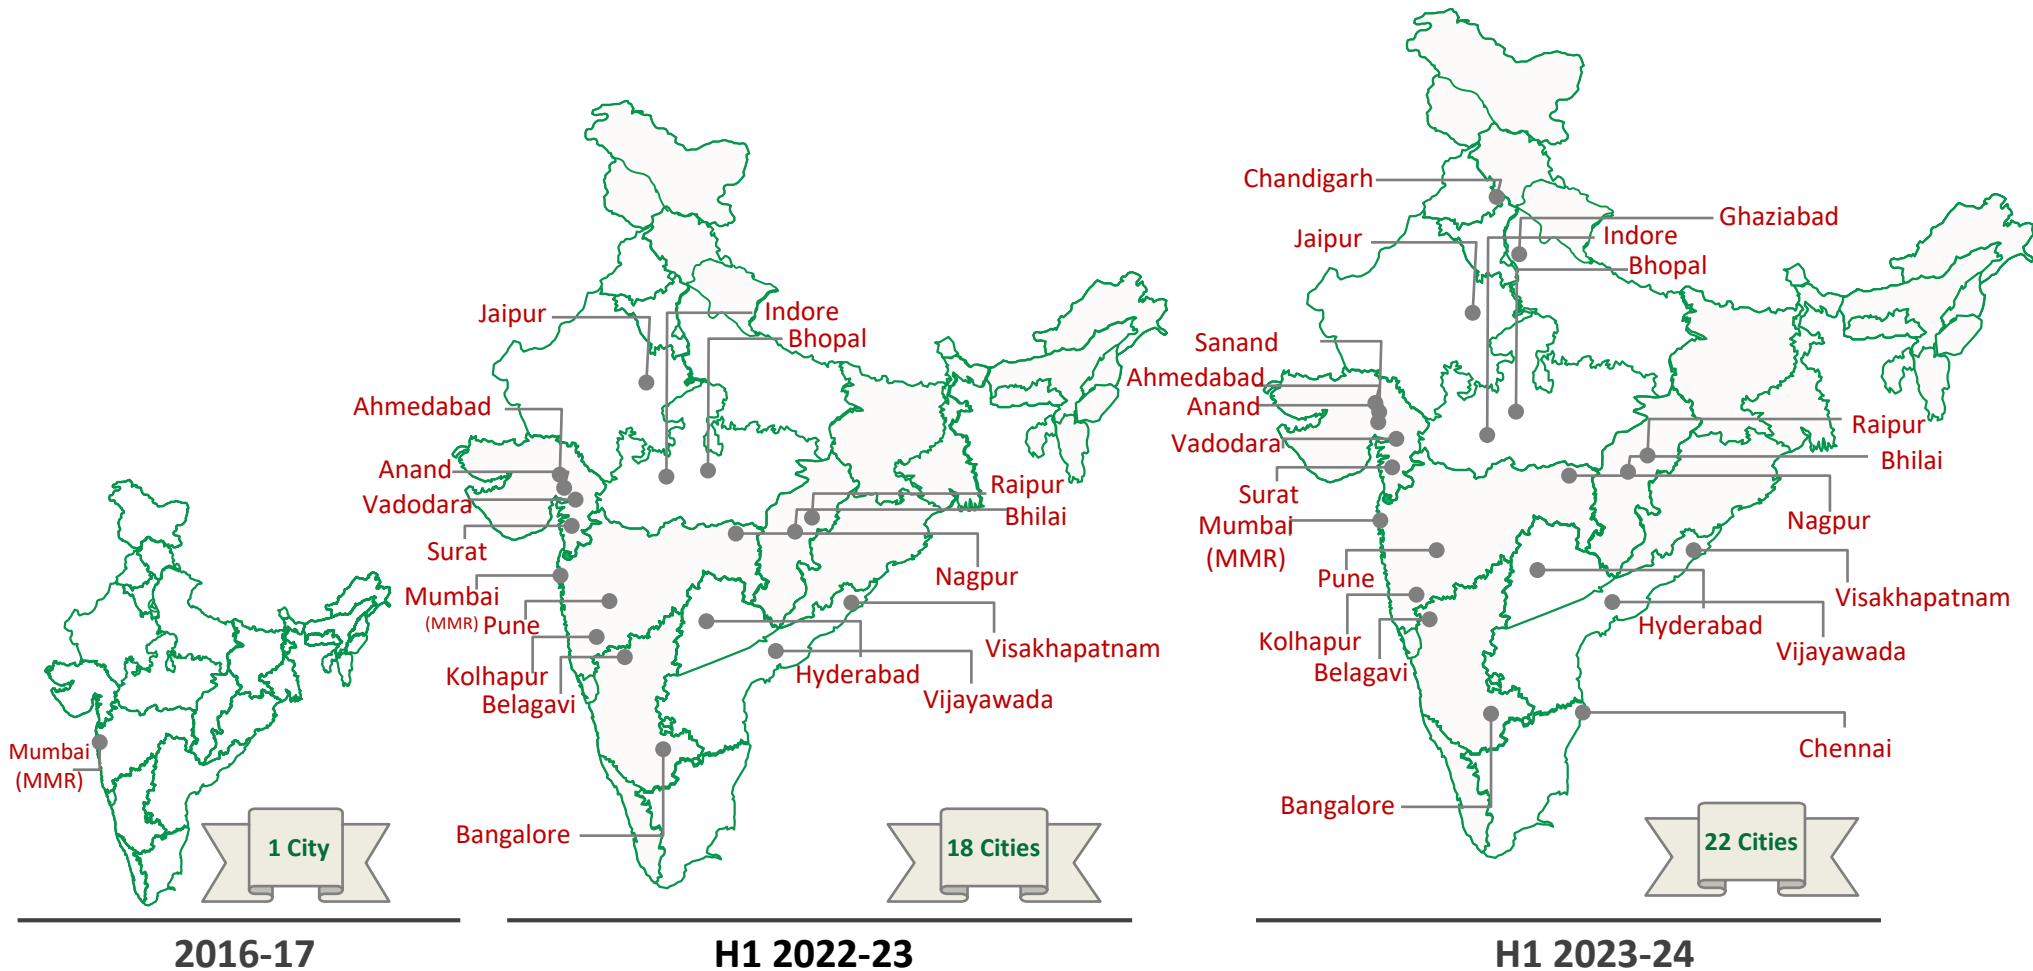 Mumbai
(MMR)
1 City
2016-17
Jaipur
Indore
Bhopal
Ahmedabad
Anand
Vadodara
Surat
Mumbai
(MMR)
Pune
Kolhapur
Belagavi
Bangalore
Raipur
Bhilai
Nagpur
Visakhapatnam
Hyderabad
Vijayawada
18 Cities
H1 2022-23
Chandigarh
Ghaziabad
Jaipur
Indore
Bhopal
Sanand
Ahmedabad
Anand
Vadodara
Surat
Mumbai
(MMR)
Pune
Kolhapur
Belagavi
Bangalore
Raipur
Bhilai
Nagpur
Visakhapatnam
Hyderabad
Vijayawada
Chennai
22 Cities
H1 2023-24